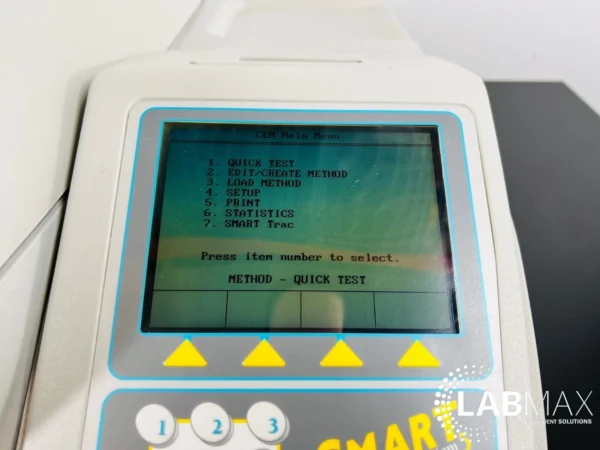 CEM Main Menu
1. QUICK TEST
2. EDIT/CREATE METHOD
3. LOAD METHOD
4. SETUP
5. PRINT
6. STATISTICS
7. SMART Trac
Press item number to select.
METHOD - QUICK TEST
1 2 3
SMART
LABMAX